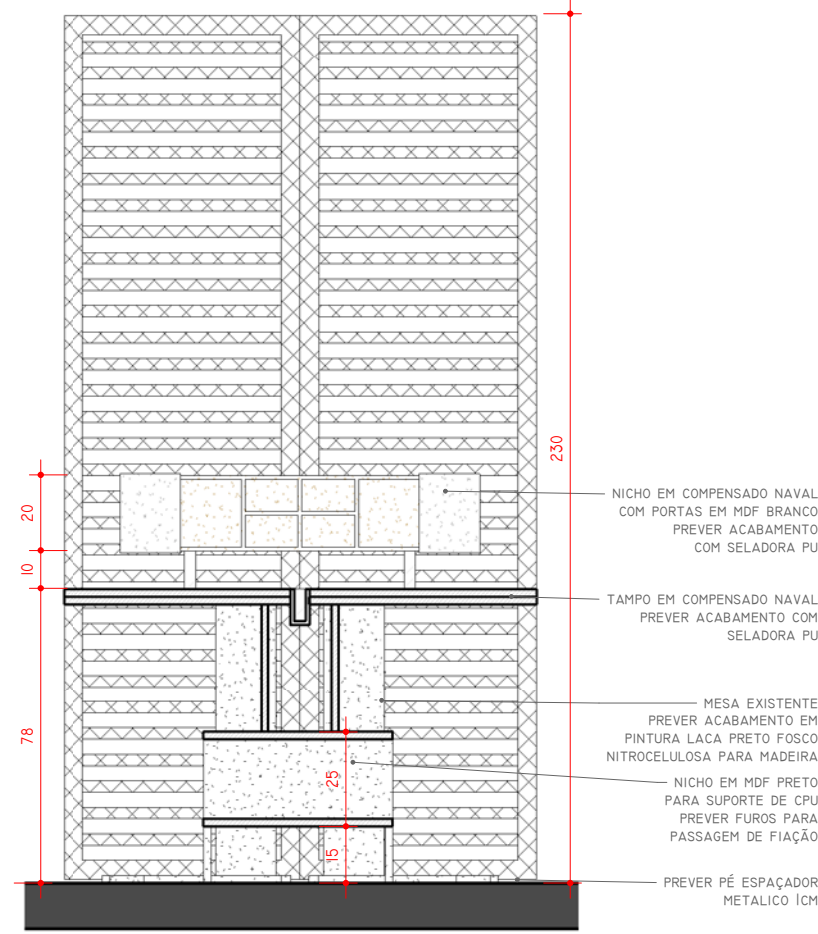 230
20
10
78
25
15
NICHO EM COMPENSADO NAVAL
COM PORTAS EM MDF BRANCO
PREVER ACABAMENTO
COM SELADORA PU
TAMPO EM COMPENSADO NAVAL
PREVER ACABAMENTO COM
SELADORA PU
MESA EXISTENTE
PREVER ACABAMENTO EM
PINTURA LACA PRETO FOSCO
NITROCELULOSA PARA MADEIRA
NICHO EM MDF PRETO
PARA SUPORTE DE CPU
PREVER FUROS PARA
PASSAGEM DE FIAÇÃO
PREVER PÉ ESPAÇADOR
METALICO 1CM